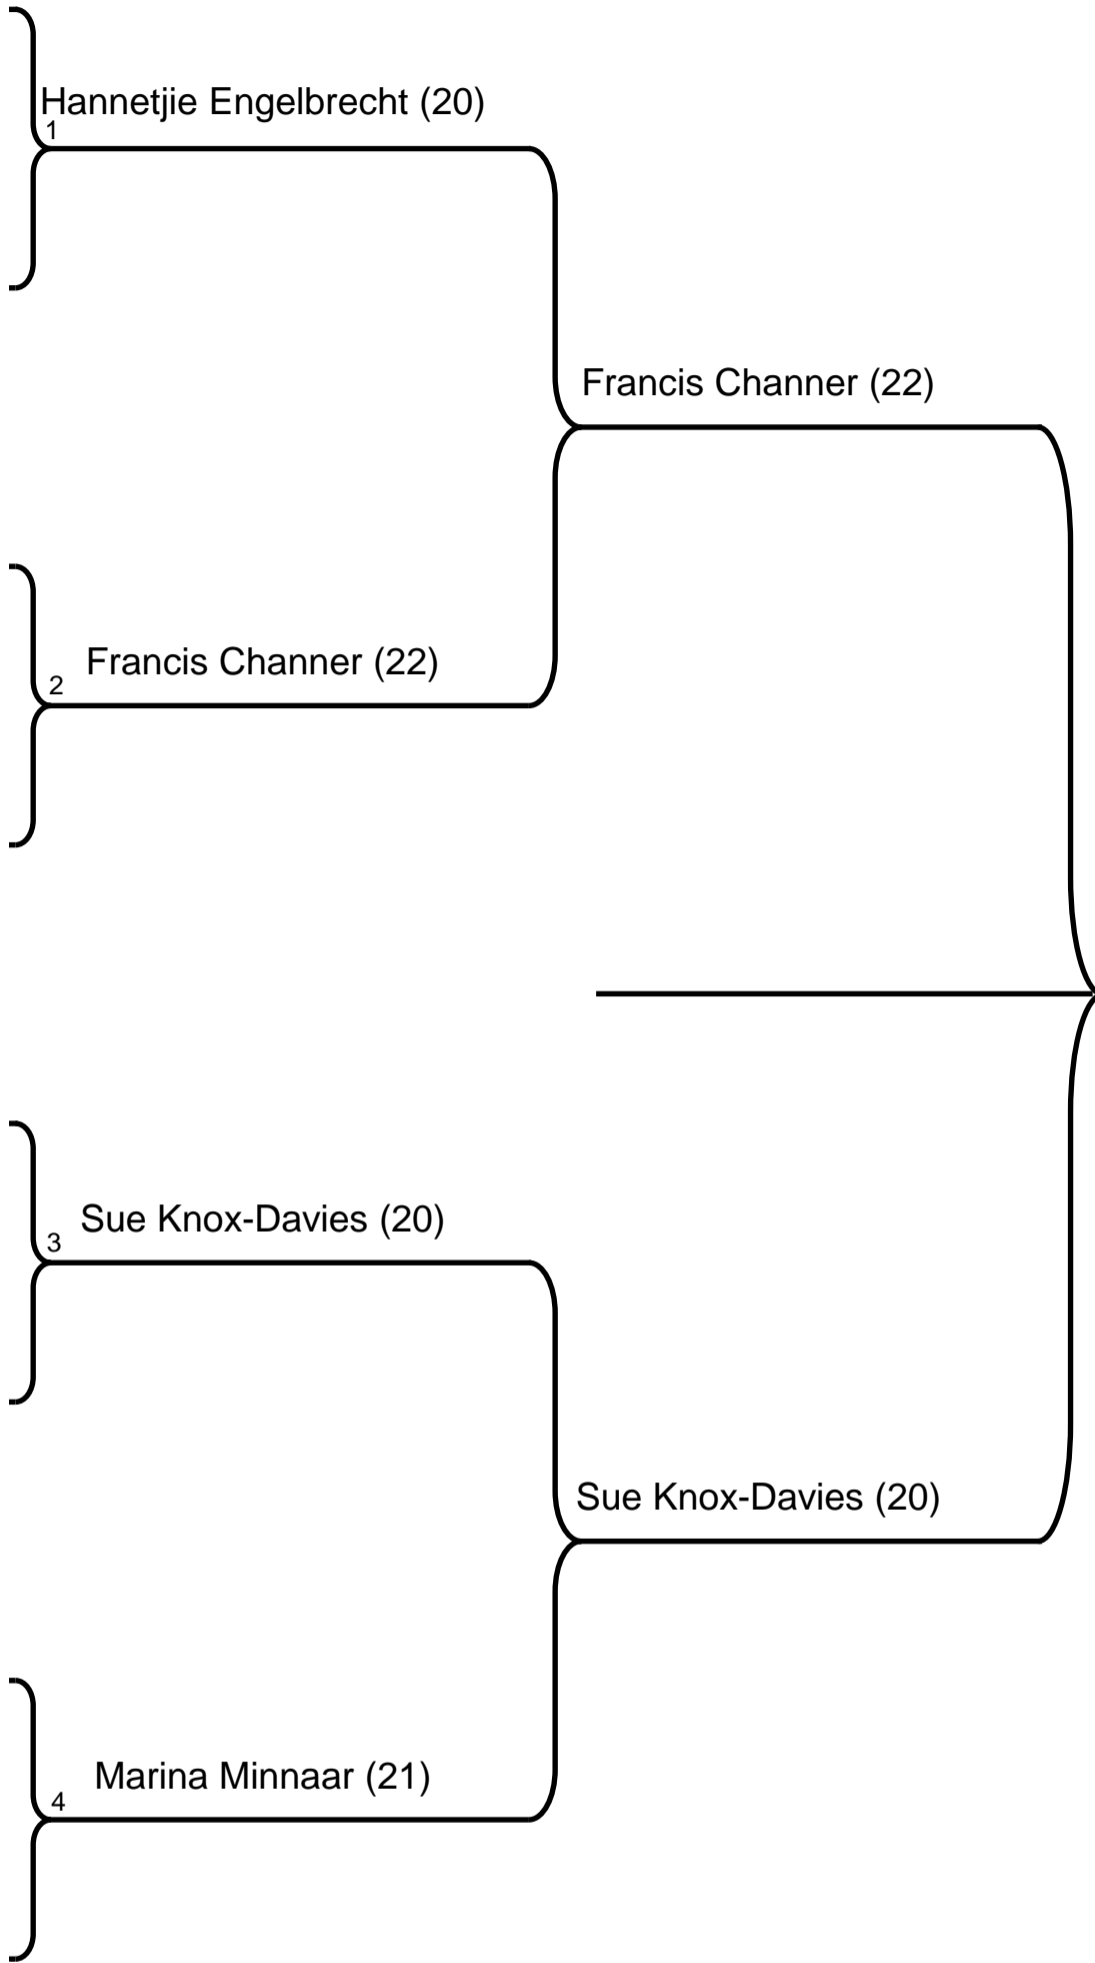 Hannetjie Engelbrecht (20)
1
Francis Channer (22)
Francis Channer (22)
2
Sue Knox-Davies (20)
3
Sue Knox-Davies (20)
Marina Minnaar (21)
4